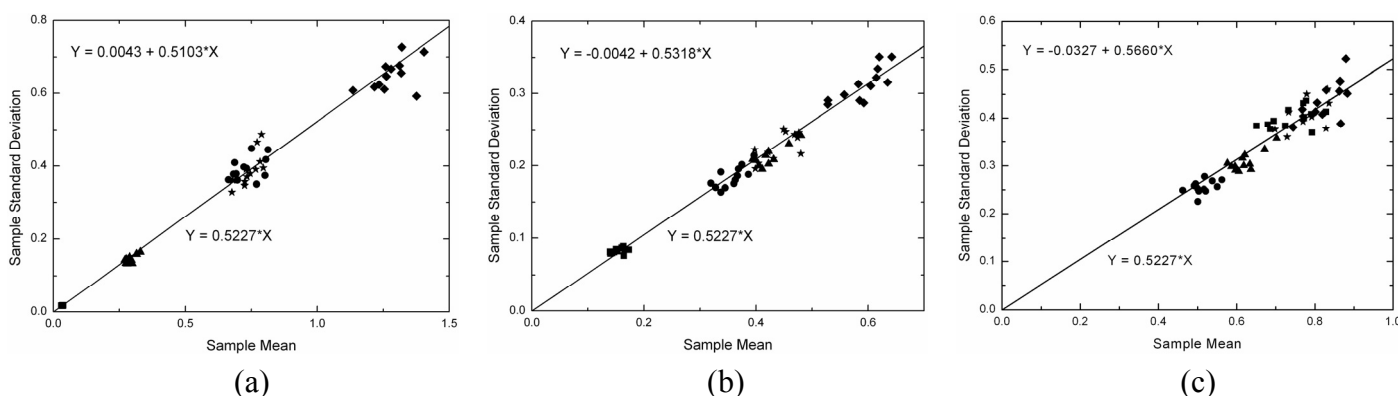 0.8
Y = 0.0043 + 0.5103*X
0.6
0.4
0.2
0.0
Sample Standard Deviation
Y = 0.5227*X
0.0 0.5 1.0 1.5
Sample Mean
(a)
0.4
Y = -0.0042 + 0.5318*X
0.3
0.2
0.1
0.0
Sample Standard Deviation
Y = 0.5227*X
0.0 0.2 0.4 0.6
Sample Mean
(b)
0.6
Y = -0.0327 + 0.5660*X
0.5
0.4
0.3
0.2
0.1
0.0
Sample Standard Deviation
Y = 0.5227*X
0.0 0.2 0.4 0.6 0.8 1.0
Sample Mean
(c)